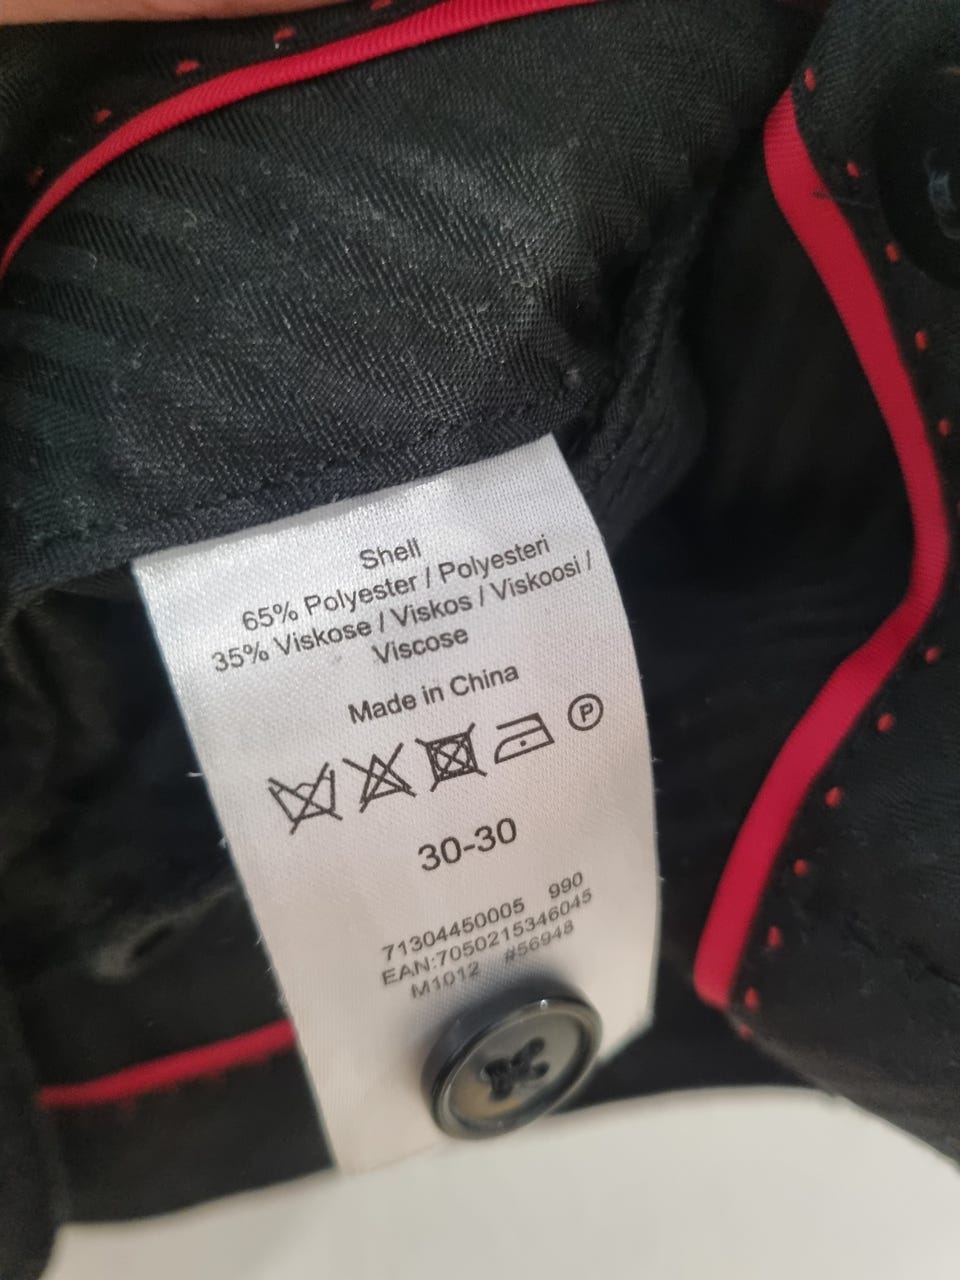 Shell
65% Polyester / Polyesteri
35% Viskose / Viskos / Viskoosi /
Viscose
Made in China
P
30-30
71304450005 990
EAN:7050215346045
M1012 #56948